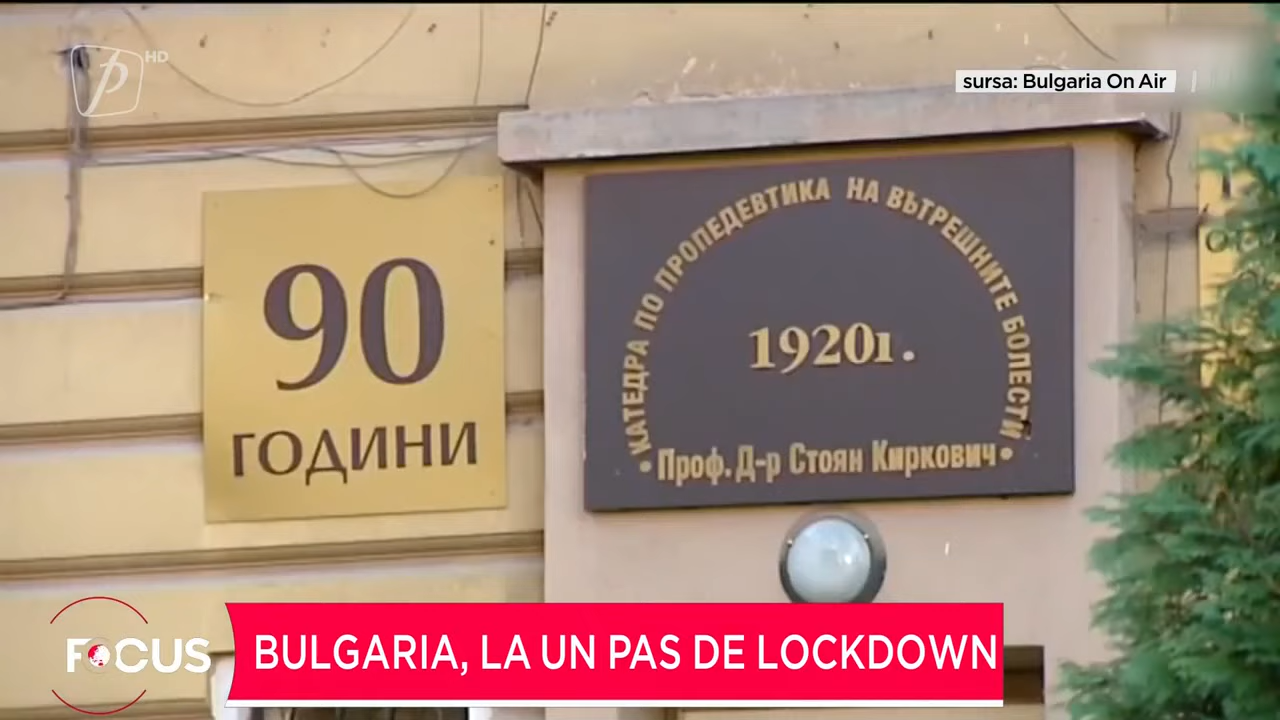 p HD
sursa: Bulgaria On Air
90
ГОДИНИ
КАТЕДРА ПО ПРОПЕДЕВТИКА НА ВЪТРЕШНИТЕ БОЛЕСТИ
1920г.
• Проф. Д-р Стоян Киркович •
FOCUS
BULGARIA, LA UN PAS DE LOCKDOWN